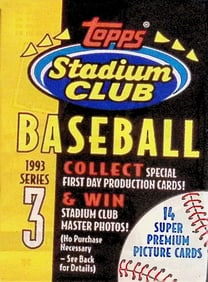 topps
Stadium
CLUB
BASEBALL
1993
SERIES
3
COLLECT SPECIAL
FIRST DAY PRODUCTION CARDS!
& WIN
STADIUM CLUB
MASTER PHOTOS!
(No Purchase
Necessary
– See Back
for Details)
14
SUPER
PREMIUM
PICTURE CARDS